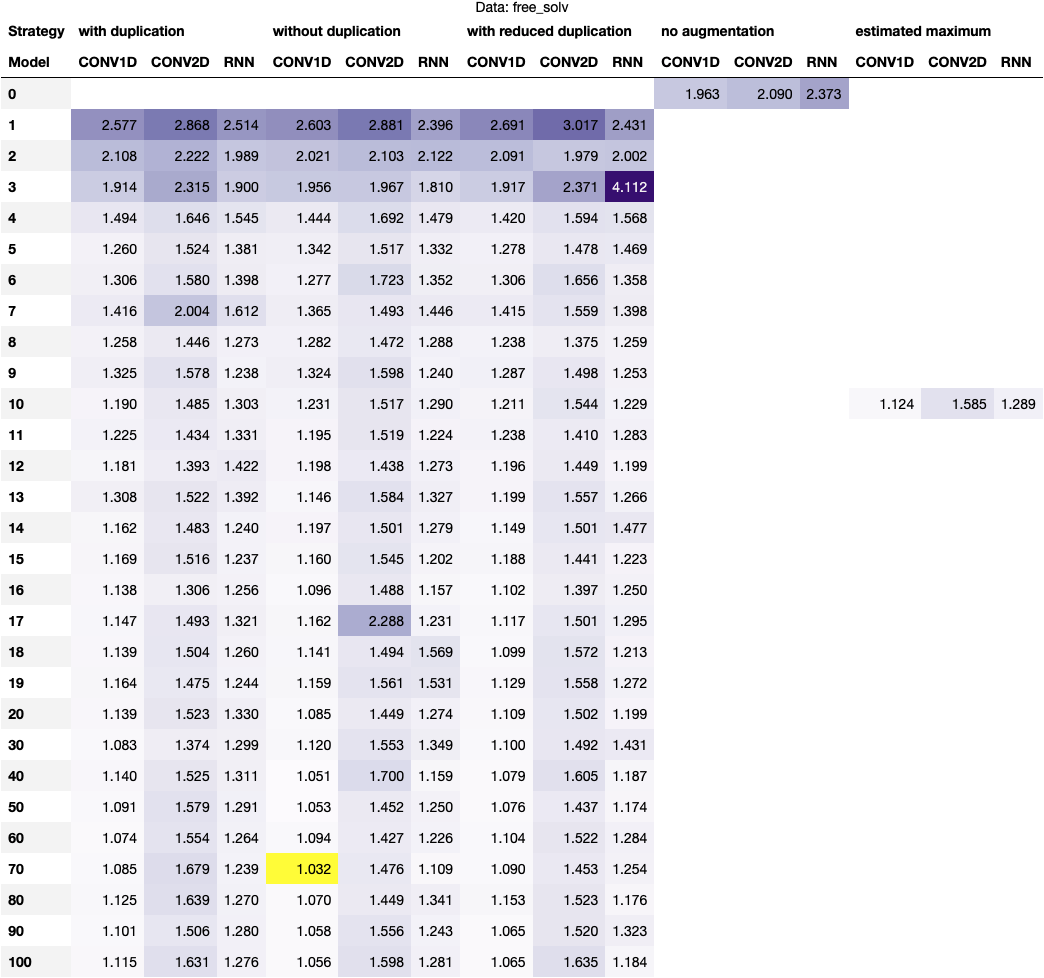 Data: free_solv
Strategy with duplication without duplication with reduced duplication no augmentation estimated maximum
Model CONV1D CONV2D RNN CONV1D CONV2D RNN CONV1D CONV2D RNN CONV1D CONV2D RNN CONV1D CONV2D RNN
0 1.963 2.090 2.373
1 2.577 2.868 2.514 2.603 2.881 2.396 2.691 3.017 2.431
2 2.108 2.222 1.989 2.021 2.103 2.122 2.091 1.979 2.002
3 1.914 2.315 1.900 1.956 1.967 1.810 1.917 2.371 4.112
4 1.494 1.646 1.545 1.444 1.692 1.479 1.420 1.594 1.568
5 1.260 1.524 1.381 1.342 1.517 1.332 1.278 1.478 1.469
6 1.306 1.580 1.398 1.277 1.723 1.352 1.306 1.656 1.358
7 1.416 2.004 1.612 1.365 1.493 1.446 1.415 1.559 1.398
8 1.258 1.446 1.273 1.282 1.472 1.288 1.238 1.375 1.259
9 1.325 1.578 1.238 1.324 1.598 1.240 1.287 1.498 1.253
10 1.190 1.485 1.303 1.231 1.517 1.290 1.211 1.544 1.229 1.124 1.585 1.289
11 1.225 1.434 1.331 1.195 1.519 1.224 1.238 1.410 1.283
12 1.181 1.393 1.422 1.198 1.438 1.273 1.196 1.449 1.199
13 1.308 1.522 1.392 1.146 1.584 1.327 1.199 1.557 1.266
14 1.162 1.483 1.240 1.197 1.501 1.279 1.149 1.501 1.477
15 1.169 1.516 1.237 1.160 1.545 1.202 1.188 1.441 1.223
16 1.138 1.306 1.256 1.096 1.488 1.157 1.102 1.397 1.250
17 1.147 1.493 1.321 1.162 2.288 1.231 1.117 1.501 1.295
18 1.139 1.504 1.260 1.141 1.494 1.569 1.099 1.572 1.213
19 1.164 1.475 1.244 1.159 1.561 1.531 1.129 1.558 1.272
20 1.139 1.523 1.330 1.085 1.449 1.274 1.109 1.502 1.199
30 1.083 1.374 1.299 1.120 1.553 1.349 1.100 1.492 1.431
40 1.140 1.525 1.311 1.051 1.700 1.159 1.079 1.605 1.187
50 1.091 1.579 1.291 1.053 1.452 1.250 1.076 1.437 1.174
60 1.074 1.554 1.264 1.094 1.427 1.226 1.104 1.522 1.284
70 1.085 1.679 1.239 1.032 1.476 1.109 1.090 1.453 1.254
80 1.125 1.639 1.270 1.070 1.449 1.341 1.153 1.523 1.176
90 1.101 1.506 1.280 1.058 1.556 1.243 1.065 1.520 1.323
100 1.115 1.631 1.276 1.056 1.598 1.281 1.065 1.635 1.184